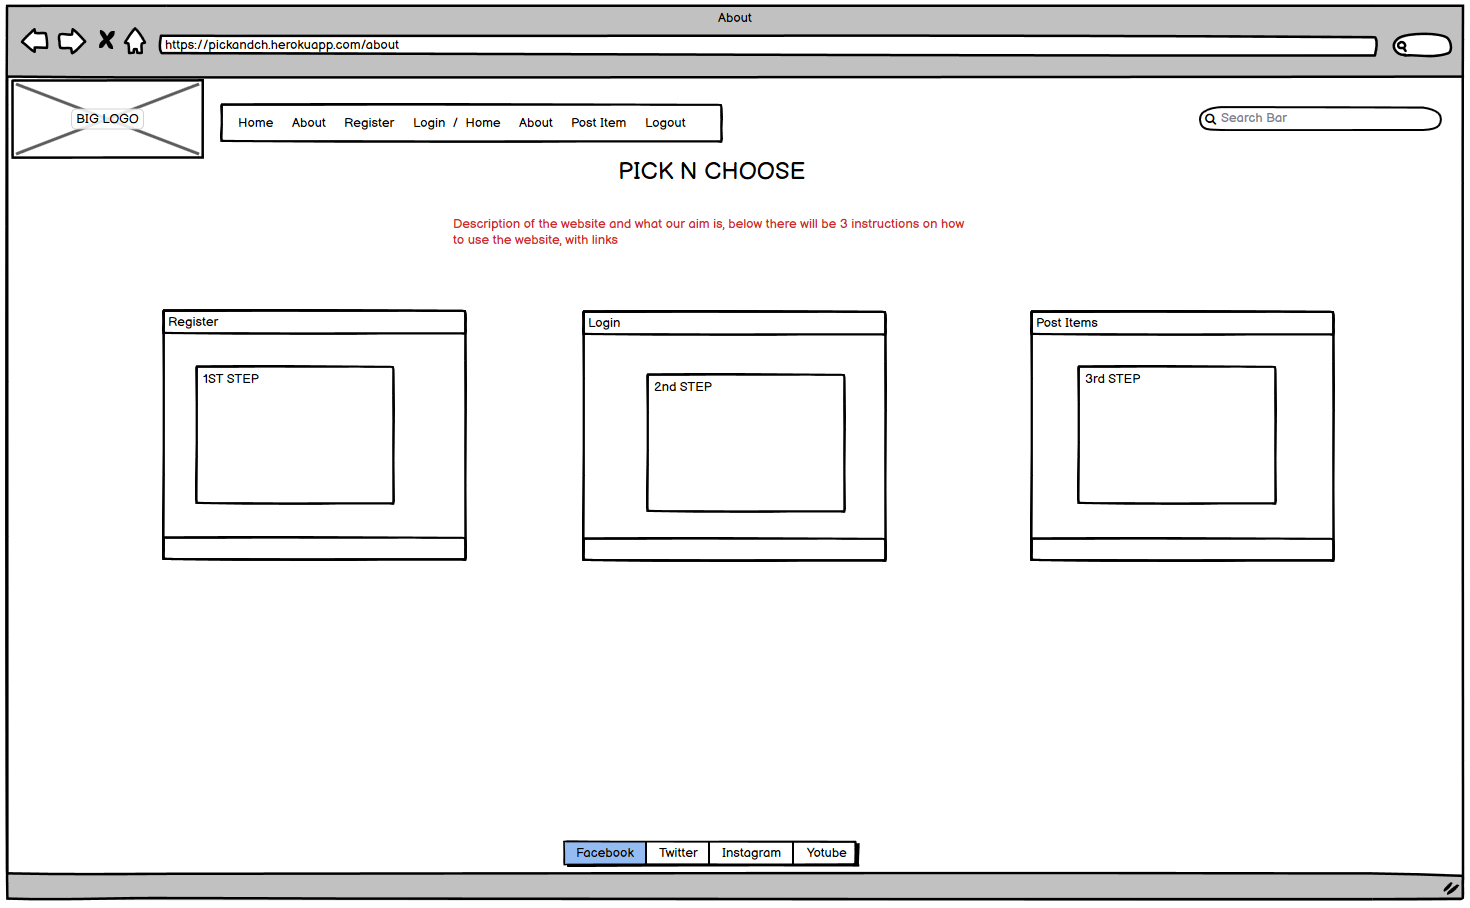 About
https://pickandch.herokuapp.com/about
BIG LOGO
Home About Register Login / Home About Post Item Logout
Search Bar
PICK N CHOOSE
Description of the website and what our aim is, below there will be 3 instructions on how
to use the website, with links
Register
1ST STEP
Login
2nd STEP
Post Items
3rd STEP
Facebook Twitter Instagram Yotube